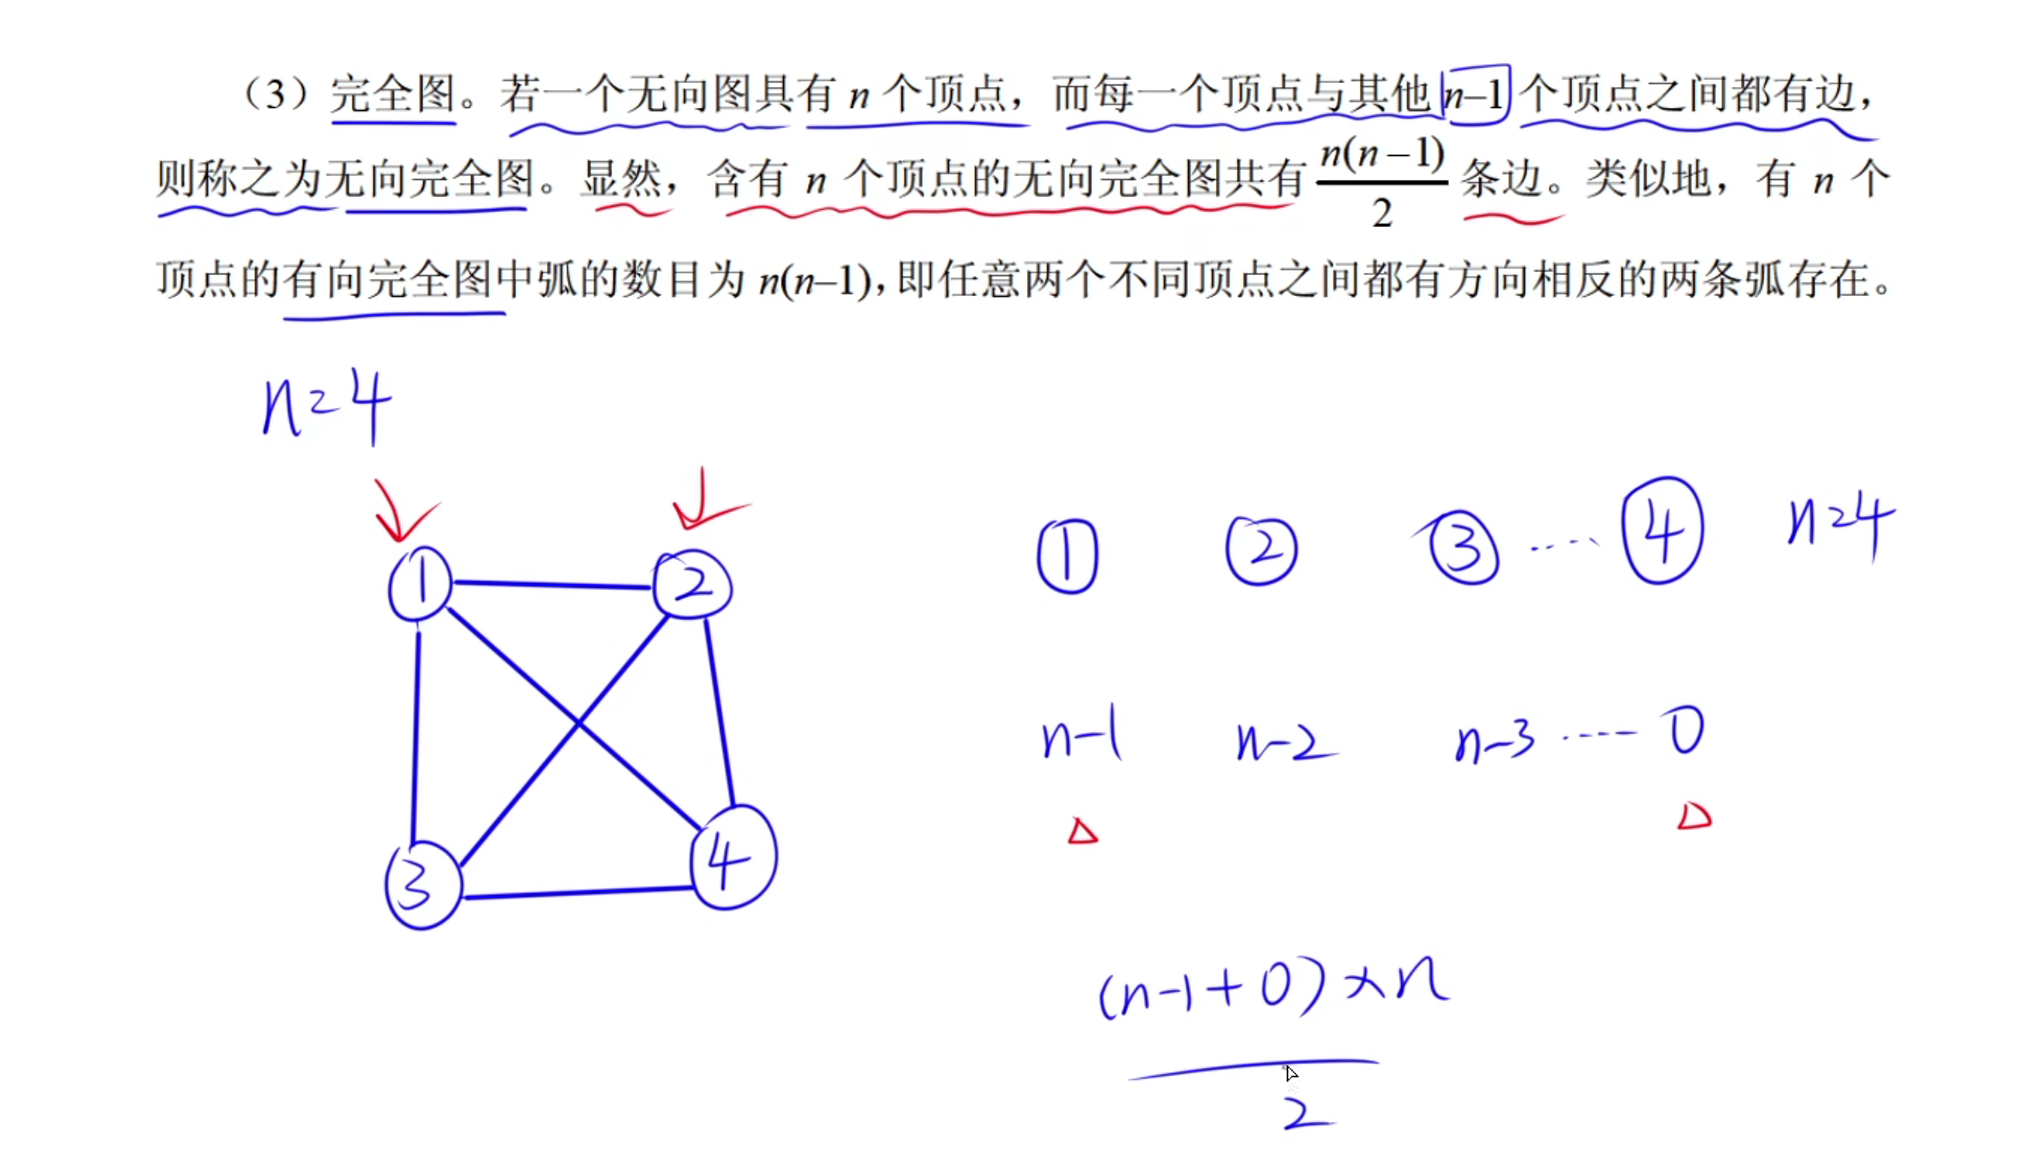 （3）完全图。若一个无向图具有 n 个顶点，而每一个顶点与其他 n–1 个顶点之间都有边，
则称之为无向完全图。显然，含有 n 个顶点的无向完全图共有 n(n–1)/2 条边。类似地，有 n 个
顶点的有向完全图中弧的数目为 n(n–1)，即任意两个不同顶点之间都有方向相反的两条弧存在。
n=4
1 2
3 4
1 2 3 ···· 4 n=4
n-1 n-2 n-3 ····· 0
(n-1+0)×n
2